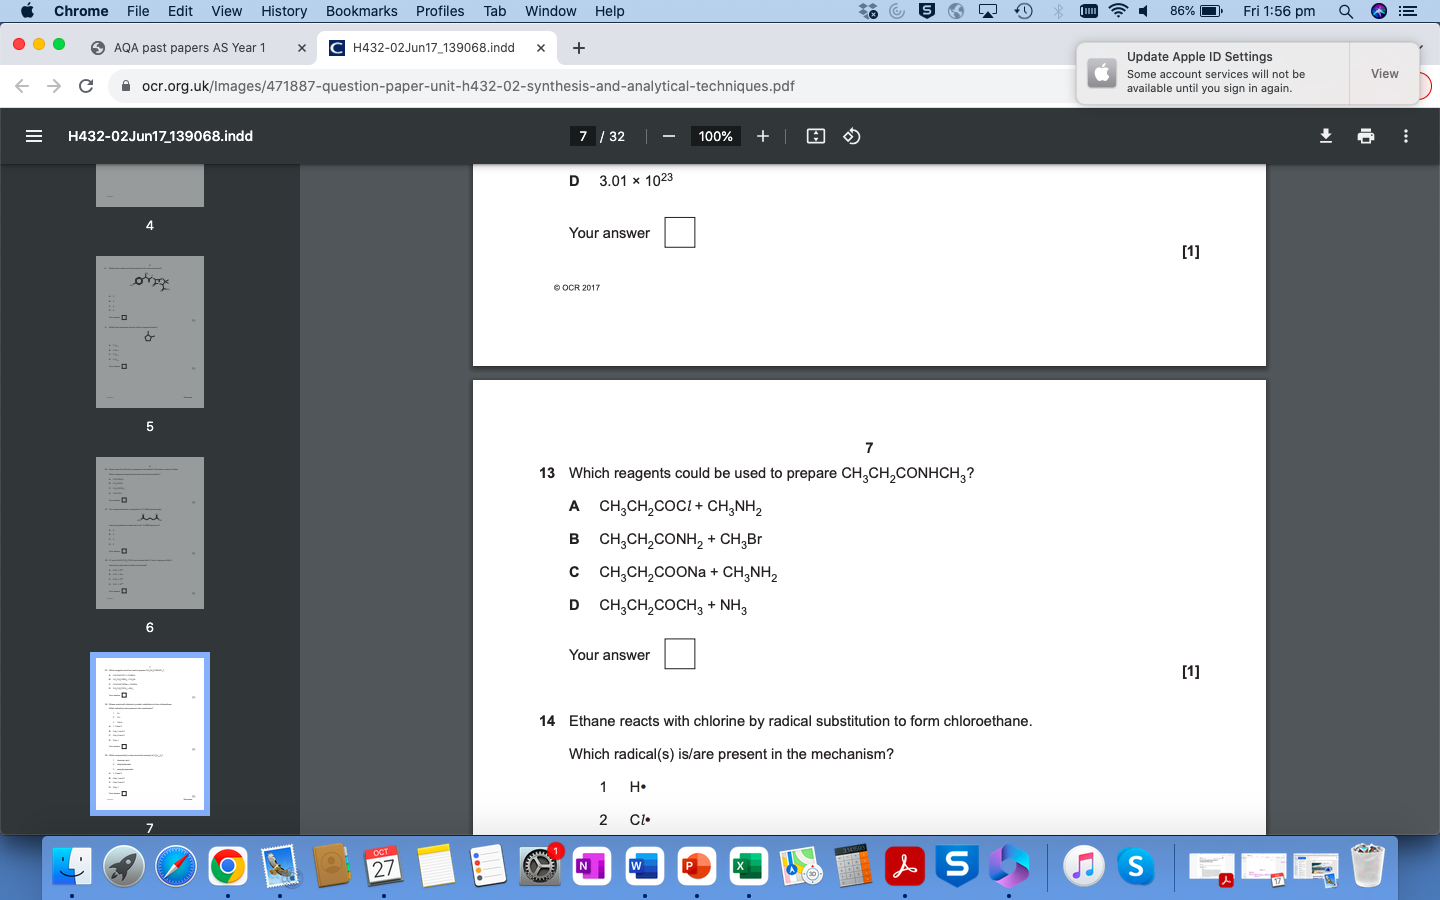 Chrome File Edit View History Bookmarks Profiles Tab Window Help 86% Fri 1:56 pm
AQA past papers AS Year 1 H432-02Jun17_139068.indd
Update Apple ID Settings
Some account services will not be
available until you sign in again.
View
ocr.org.uk/Images/471887-question-paper-unit-h432-02-synthesis-and-analytical-techniques.pdf
H432-02Jun17_139068.indd 7 / 32 100%
4
5
6
7
D 3.01 × 10²³
Your answer
[1]
© OCR 2017
7
13 Which reagents could be used to prepare CH₃CH₂CONHCH₃?
A CH₃CH₂COCl + CH₃NH₂
B CH₃CH₂CONH₂ + CH₃Br
C CH₃CH₂COONa + CH₃NH₂
D CH₃CH₂COCH₃ + NH₃
Your answer
[1]
14 Ethane reacts with chlorine by radical substitution to form chloroethane.
Which radical(s) is/are present in the mechanism?
1 H•
2 Cl•
OCT
27
1
N
W
P
X
3D
S
S
17